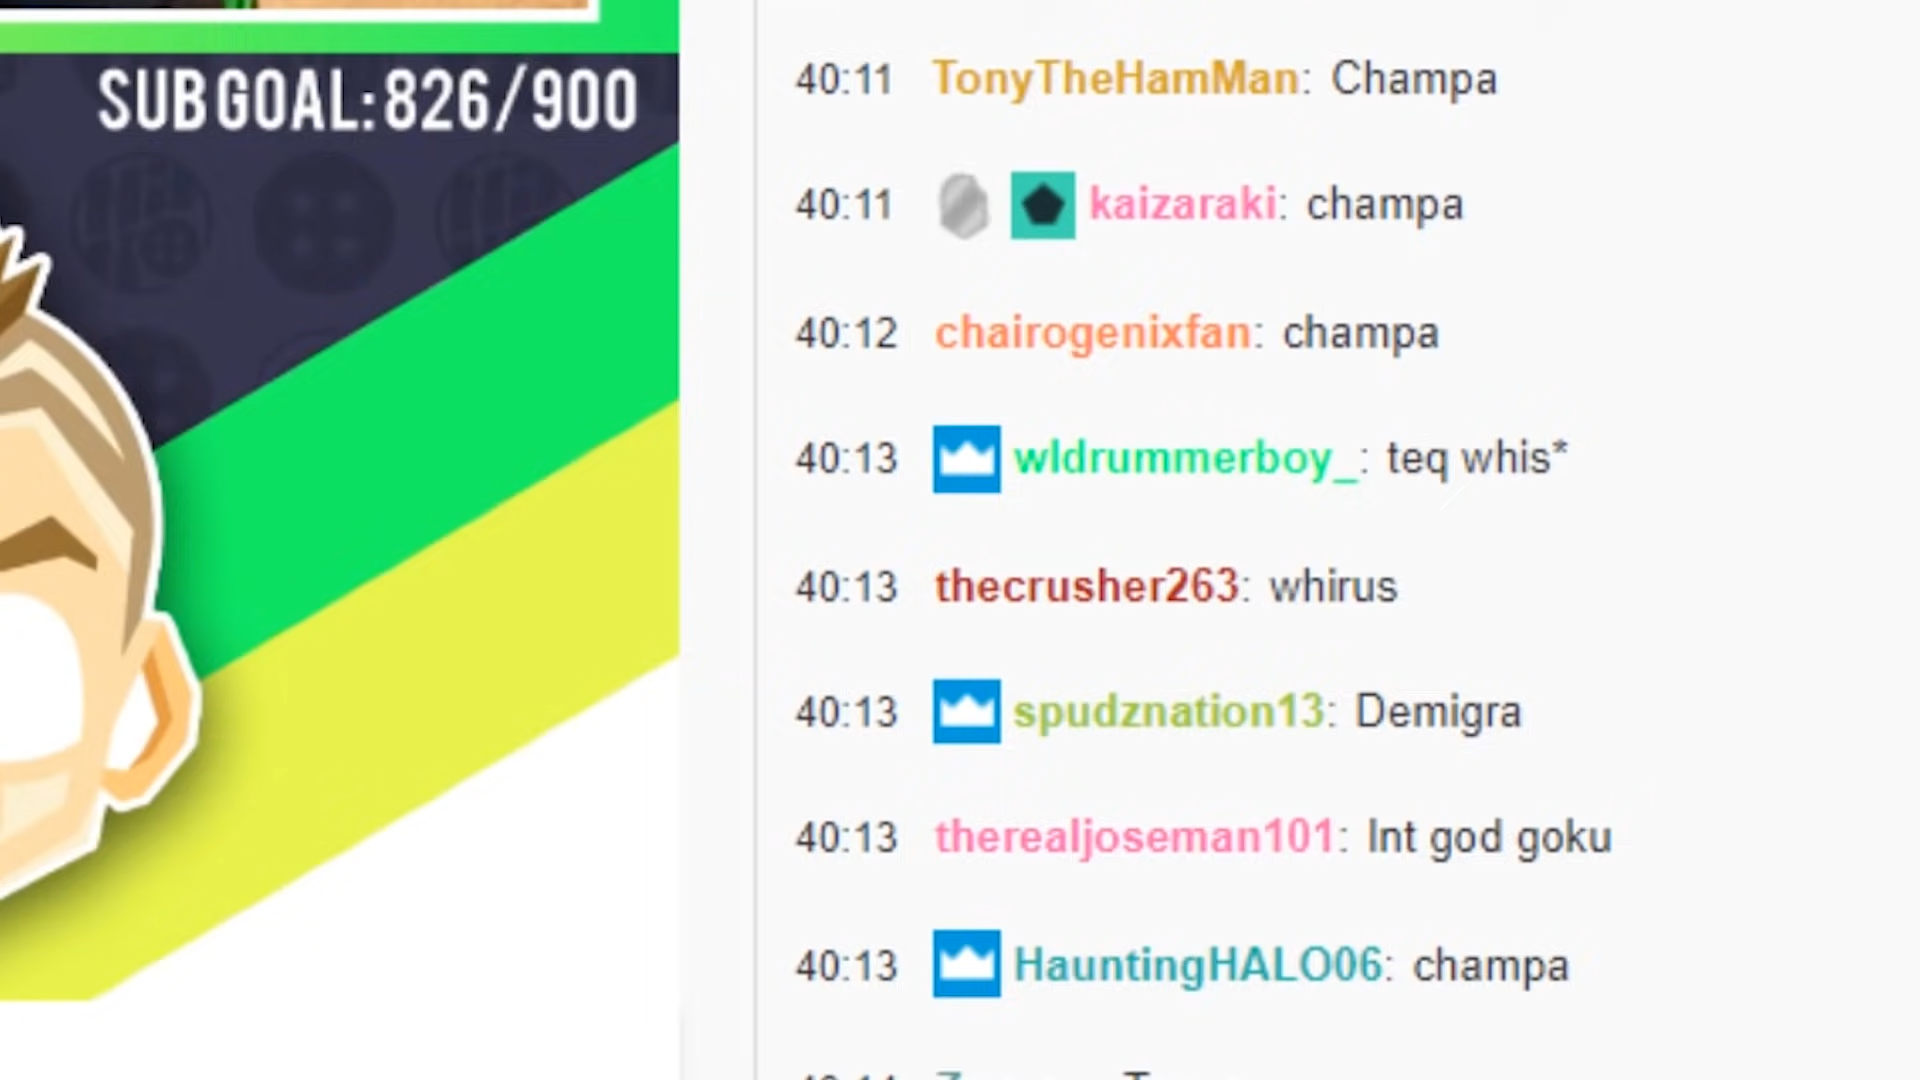 SUB GOAL: 826/900
40:11 TonyTheHamMan: Champa
40:11 kaizaraki: champa
40:12 chairogenixfan: champa
40:13 wldrummerboy_: teq whis*
40:13 thecrusher263: whirus
40:13 spudznation13: Demigra
40:13 therealjoseman101: Int god goku
40:13 HauntingHALO06: champa